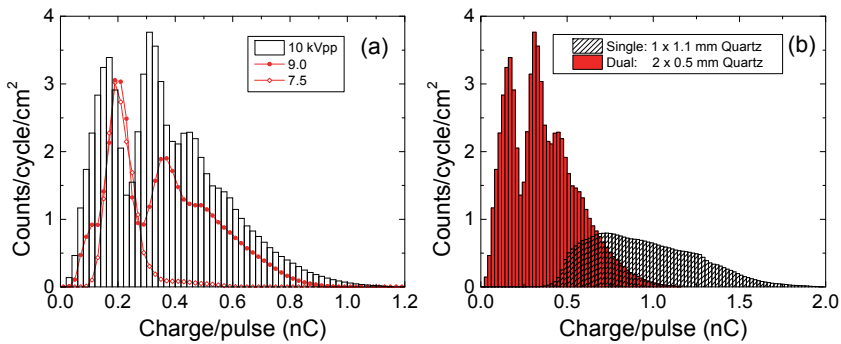 (a)
10 kVpp
9.0
7.5
Counts/cycle/cm²
4
3
2
1
0
0.0 0.2 0.4 0.6 0.8 1.0 1.2
Charge/pulse (nC)
(b)
Single: 1 x 1.1 mm Quartz
Dual: 2 x 0.5 mm Quartz
Counts/cycle/cm²
4
3
2
1
0
0.0 0.5 1.0 1.5 2.0
Charge/pulse (nC)